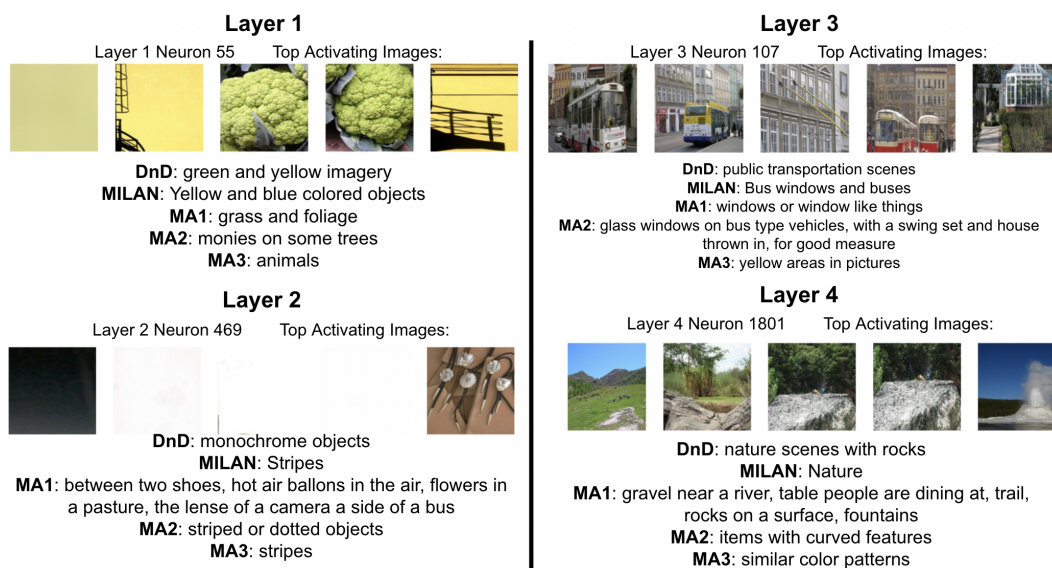 Layer 1
Layer 1 Neuron 55 Top Activating Images:
DnD: green and yellow imagery
MILAN: Yellow and blue colored objects
MA1: grass and foliage
MA2: monies on some trees
MA3: animals
Layer 2
Layer 2 Neuron 469 Top Activating Images:
DnD: monochrome objects
MILAN: Stripes
MA1: between two shoes, hot air ballons in the air, flowers in
a pasture, the lense of a camera a side of a bus
MA2: striped or dotted objects
MA3: stripes
Layer 3
Layer 3 Neuron 107 Top Activating Images:
DnD: public transportation scenes
MILAN: Bus windows and buses
MA1: windows or window like things
MA2: glass windows on bus type vehicles, with a swing set and house
thrown in, for good measure
MA3: yellow areas in pictures
Layer 4
Layer 4 Neuron 1801 Top Activating Images:
DnD: nature scenes with rocks
MILAN: Nature
MA1: gravel near a river, table people are dining at, trail,
rocks on a surface, fountains
MA2: items with curved features
MA3: similar color patterns